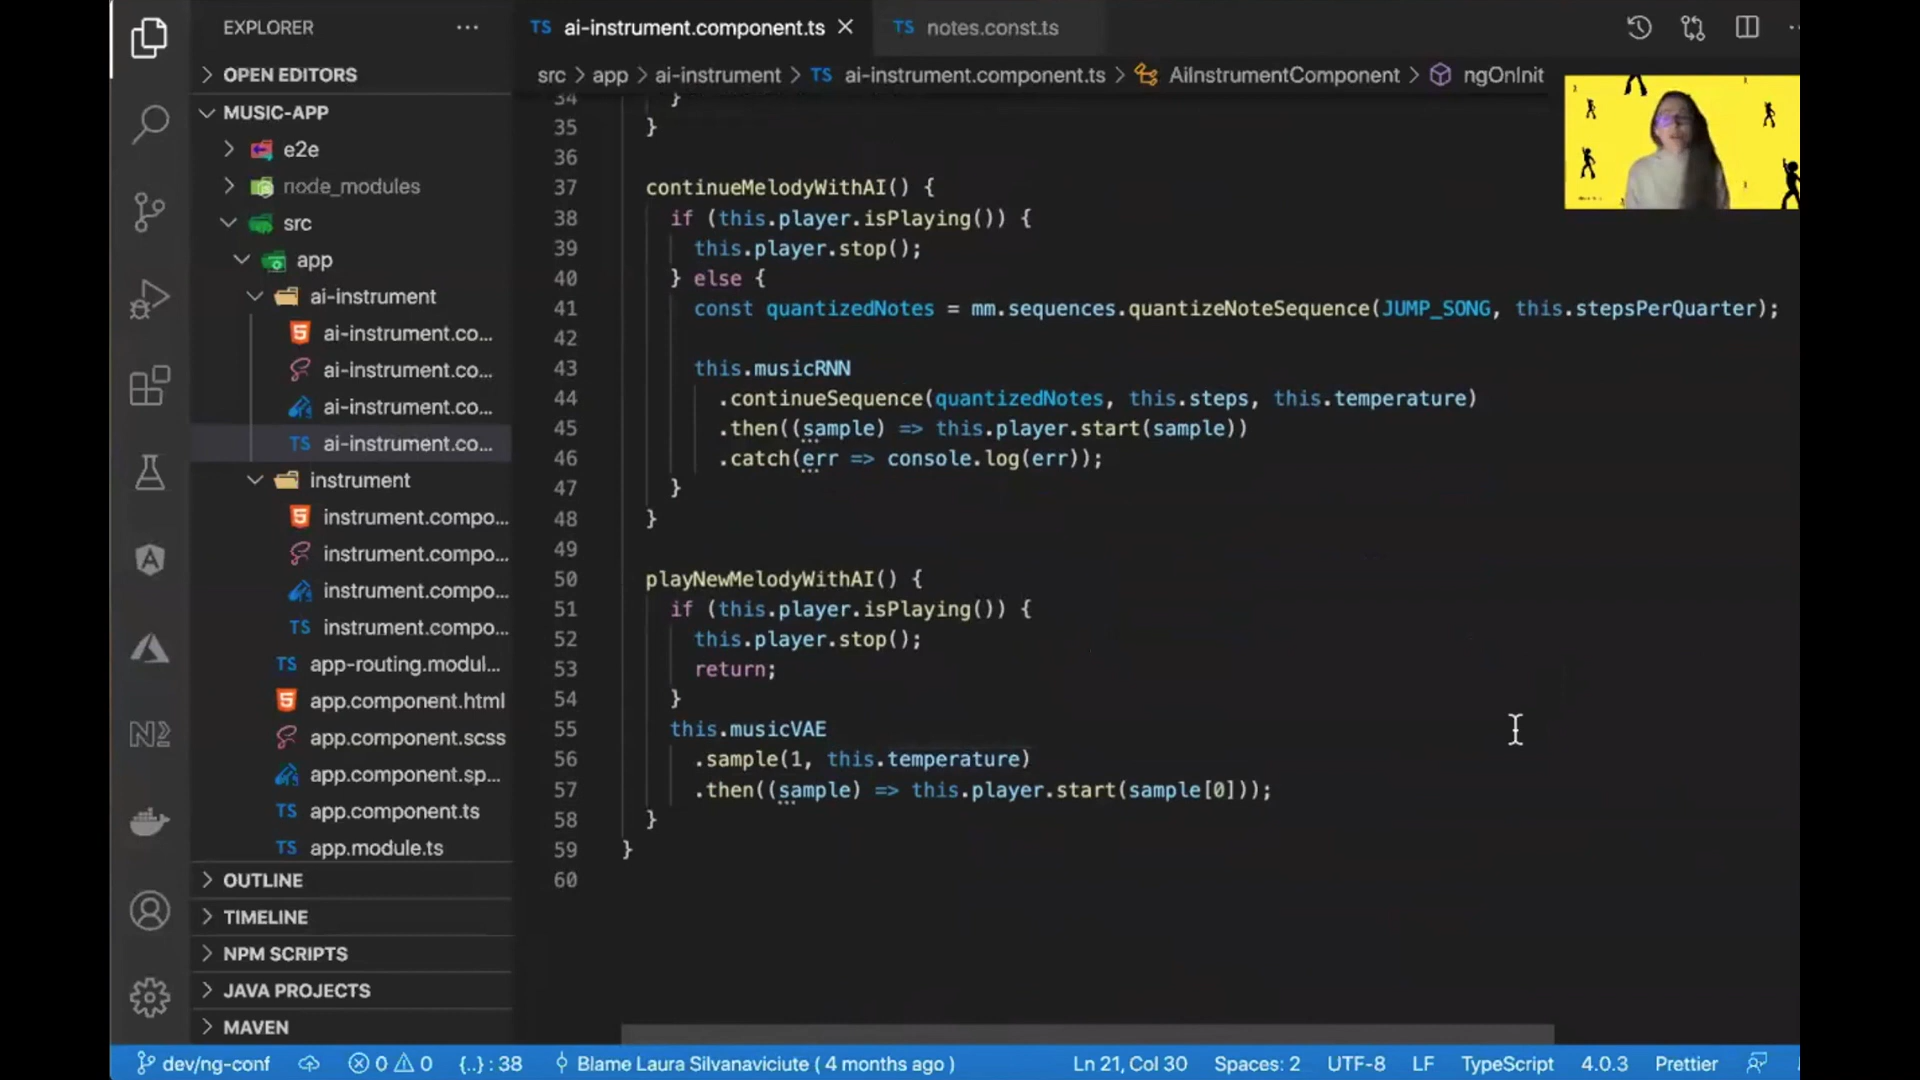 EXPLORER
ai-instrument.component.ts
notes.const.ts
OPEN EDITORS
src > app > ai-instrument > TS ai-instrument.component.ts > AiInstrumentComponent > ngOnInit
MUSIC-APP
e2e
node_modules
src
app
ai-instrument
ai-instrument.co...
ai-instrument.co...
ai-instrument.co...
TS ai-instrument.co...
instrument
instrument.compo...
instrument.compo...
instrument.compo...
TS instrument.compo...
TS app-routing.modul...
app.component.html
app.component.scss
app.component.sp...
TS app.component.ts
TS app.module.ts
OUTLINE
TIMELINE
NPM SCRIPTS
JAVA PROJECTS
MAVEN
34 }
35 }
36
37 continueMelodyWithAI() {
38 if (this.player.isPlaying()) {
39 this.player.stop();
40 } else {
41 const quantizedNotes = mm.sequences.quantizeNoteSequence(JUMP_SONG, this.stepsPerQuarter);
42
43 this.musicRNN
44 .continueSequence(quantizedNotes, this.steps, this.temperature)
45 .then((sample) => this.player.start(sample))
46 .catch(err => console.log(err));
47 }
48 }
49
50 playNewMelodyWithAI() {
51 if (this.player.isPlaying()) {
52 this.player.stop();
53 return;
54 }
55 this.musicVAE
56 .sample(1, this.temperature)
57 .then((sample) => this.player.start(sample[0]));
58 }
59 }
60
dev/ng-conf 0 0 {..} : 38 Blame Laura Silvanaviciute ( 4 months ago ) Ln 21, Col 30 Spaces: 2 UTF-8 LF TypeScript 4.0.3 Prettier